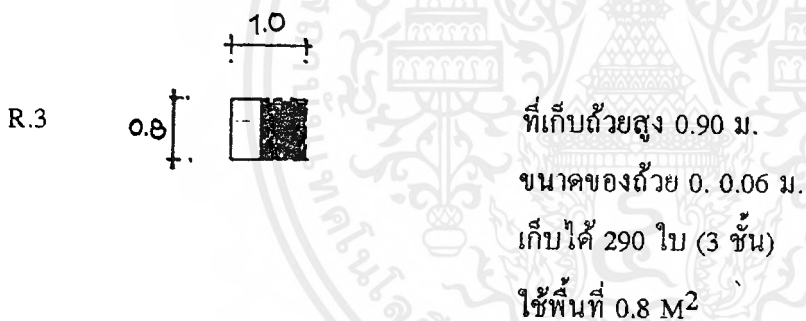 1.0
R.3
0.8
ที่เก็บถ้วยสูง 0.90 ม.
ขนาดของถ้วย 0. 0.06 ม.
เก็บได้ 290 ใบ (3 ชั้น)
ใช้พื้นที่ 0.8 M2